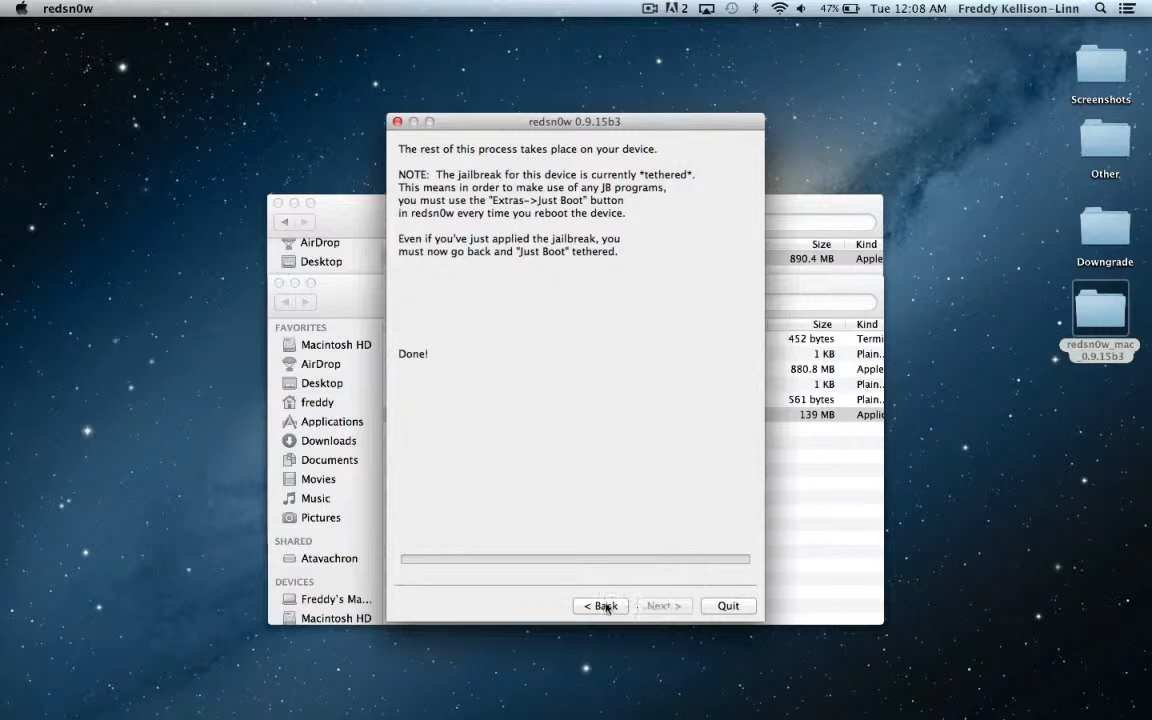 redsn0w
2
47%
Tue 12:08 AM
Freddy Kellison-Linn
Screenshots
Other
Downgrade
redsn0w_mac
_0.9.15b3
redsn0w 0.9.15b3
The rest of this process takes place on your device.
NOTE:  The jailbreak for this device is currently *tethered*.
This means in order to make use of any JB programs,
you must use the "Extras->Just Boot" button
in redsn0w every time you reboot the device.
Even if you've just applied the jailbreak, you
must now go back and "Just Boot" tethered.
Done!
< Back
Next >
Quit
AirDrop
Desktop
Size
Kind
890.4 MB
Apple
FAVORITES
Macintosh HD
AirDrop
Desktop
freddy
Applications
Downloads
Documents
Movies
Music
Pictures
SHARED
Atavachron
DEVICES
Freddy's Ma...
Macintosh HD
Size
Kind
452 bytes
Termi
1 KB
Plain..
880.8 MB
Apple
1 KB
Plain..
561 bytes
Plain..
139 MB
Applic